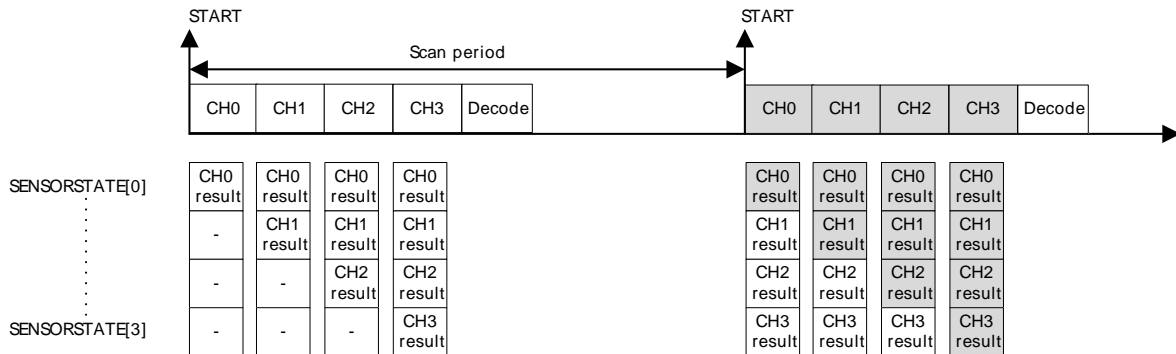 START START
Scan period
CH0 CH1 CH2 CH3 Decode CH0 CH1 CH2 CH3 Decode
SENSORSTATE[0]
CH0 CH0 CH0 CH0 CH0 CH0 CH0 CH0
result result result result result result result result
- CH1 CH1 CH1 CH1 CH1 CH1 CH1
result result result result result result result
- - CH2 CH2 CH2 CH2 CH2 CH2
result result result result result result
SENSORSTATE[3]
- - - CH3 CH3 CH3 CH3 CH3
result result result result result